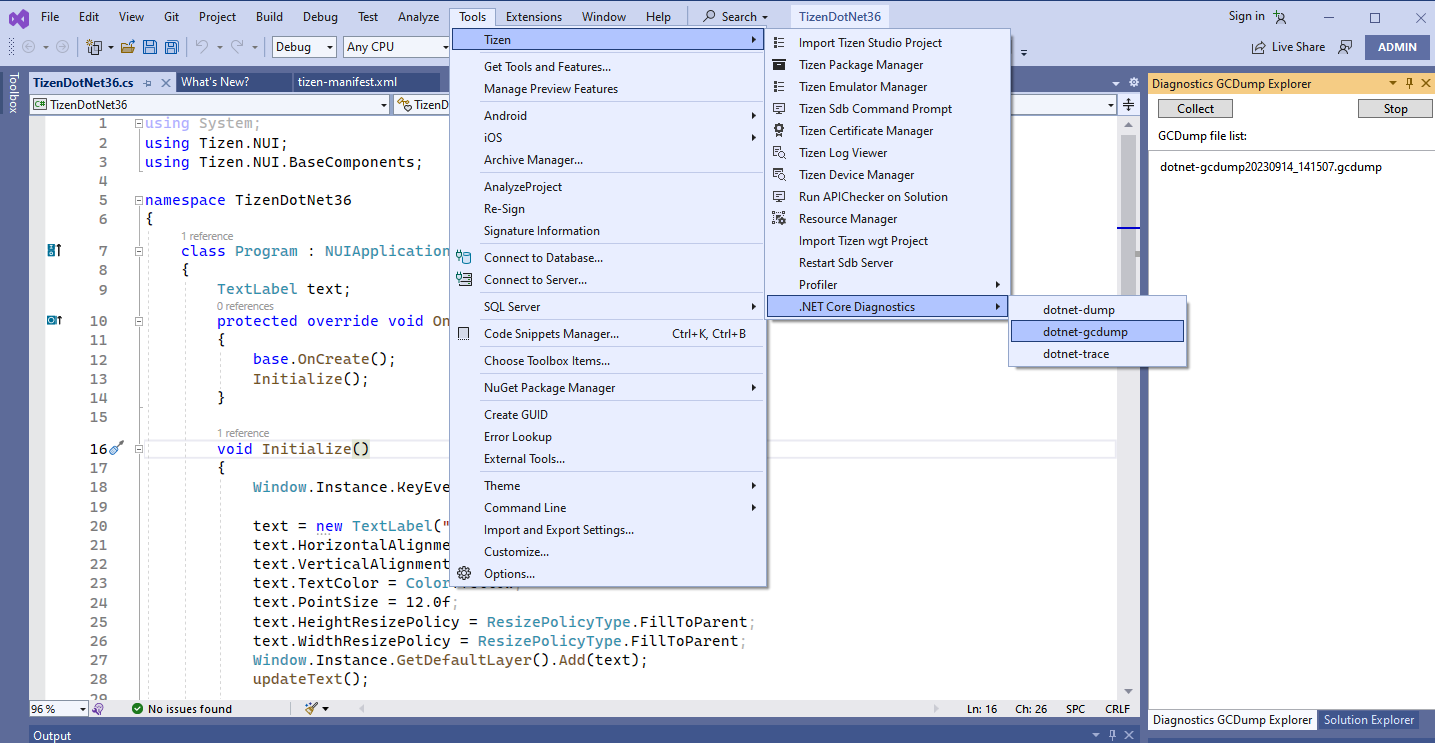 File Edit View Git Project Build Debug Test Analyze Tools Extensions Window Help Search TizenDotNet36 Sign in
Debug Any CPU Live Share ADMIN
Toolbox
TizenDotNet36.cs What's New? tizen-manifest.xml
C# TizenDotNet36 TizenD
1 using System;
2 using Tizen.NUI;
3 using Tizen.NUI.BaseComponents;
4
5 namespace TizenDotNet36
6 {
1 reference
7 class Program : NUIApplication
8 {
9 TextLabel text;
0 references
10 protected override void On
11 {
12 base.OnCreate();
13 Initialize();
14 }
15
1 reference
16 void Initialize()
17 {
18 Window.Instance.KeyEve
19
20 text = new TextLabel("
21 text.HorizontalAlignme
22 text.VerticalAlignment
23 text.TextColor = Color
24 text.PointSize = 12.0f;
25 text.HeightResizePolicy = ResizePolicyType.FillToParent;
26 text.WidthResizePolicy = ResizePolicyType.FillToParent;
27 Window.Instance.GetDefaultLayer().Add(text);
28 updateText();
29
96 % No issues found Ln: 16 Ch: 26 SPC CRLF
Output
Tizen
Get Tools and Features...
Manage Preview Features
Android
iOS
Archive Manager...
AnalyzeProject
Re-Sign
Signature Information
Connect to Database...
Connect to Server...
SQL Server
Code Snippets Manager... Ctrl+K, Ctrl+B
Choose Toolbox Items...
NuGet Package Manager
Create GUID
Error Lookup
External Tools...
Theme
Command Line
Import and Export Settings...
Customize...
Options...
Import Tizen Studio Project
Tizen Package Manager
Tizen Emulator Manager
Tizen Sdb Command Prompt
Tizen Certificate Manager
Tizen Log Viewer
Tizen Device Manager
Run APIChecker on Solution
Resource Manager
Import Tizen wgt Project
Restart Sdb Server
Profiler
.NET Core Diagnostics
dotnet-dump
dotnet-gcdump
dotnet-trace
Diagnostics GCDump Explorer
Collect Stop
GCDump file list:
dotnet-gcdump20230914_141507.gcdump
Diagnostics GCDump Explorer Solution Explorer